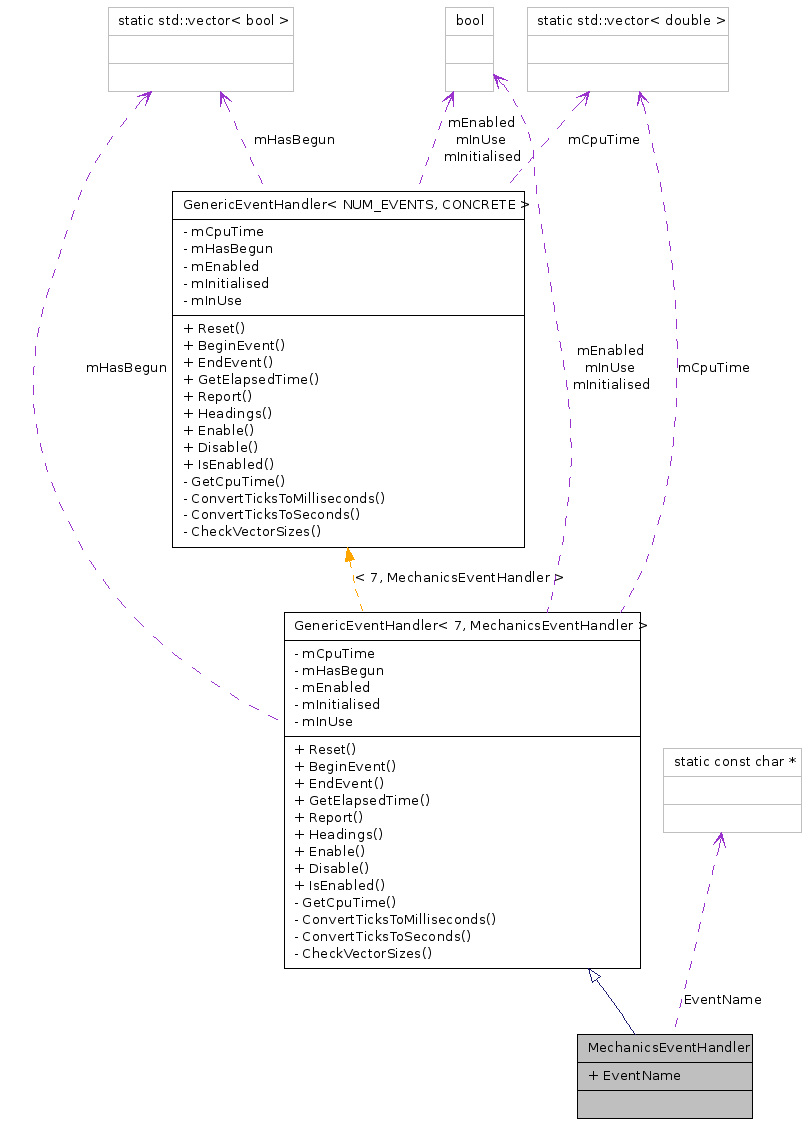 static std::vector< bool >
bool
static std::vector< double >
mHasBegun
mEnabled
mInUse
mInitialised
mCpuTime
GenericEventHandler< NUM_EVENTS, CONCRETE >
- mCpuTime
- mHasBegun
- mEnabled
- mInitialised
- mInUse
+ Reset()
+ BeginEvent()
+ EndEvent()
+ GetElapsedTime()
+ Report()
+ Headings()
+ Enable()
+ Disable()
+ IsEnabled()
- GetCpuTime()
- ConvertTicksToMilliseconds()
- ConvertTicksToSeconds()
- CheckVectorSizes()
mHasBegun
mEnabled
mInUse
mInitialised
mCpuTime
< 7, MechanicsEventHandler >
GenericEventHandler< 7, MechanicsEventHandler >
- mCpuTime
- mHasBegun
- mEnabled
- mInitialised
- mInUse
+ Reset()
+ BeginEvent()
+ EndEvent()
+ GetElapsedTime()
+ Report()
+ Headings()
+ Enable()
+ Disable()
+ IsEnabled()
- GetCpuTime()
- ConvertTicksToMilliseconds()
- ConvertTicksToSeconds()
- CheckVectorSizes()
static const char *
EventName
MechanicsEventHandler
+ EventName